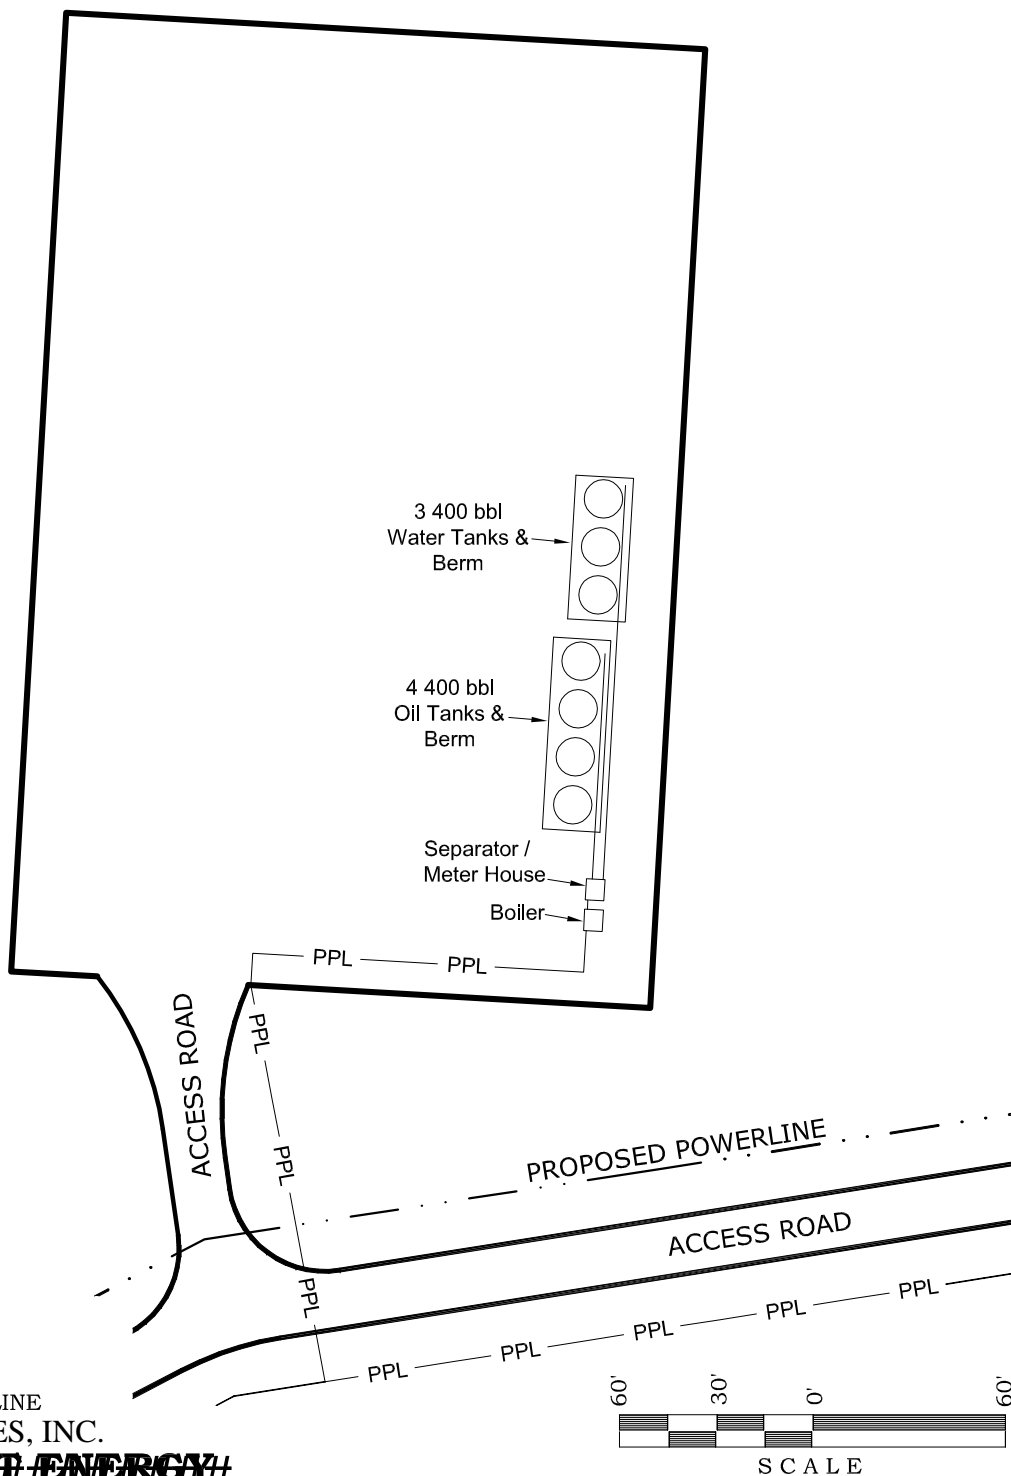 3 400 bbl
Water Tanks &
Berm
4 400 bbl
Oil Tanks &
Berm
Separator /
Meter House
Boiler
PPL
PPL
PPL
ACCESS ROAD
PPL
PROPOSED POWERLINE
ACCESS ROAD
PPL
PPL
PPL
PPL
PPL
PPL
60'
30'
0'
60'
SCALE
INE
ES, INC.
T ENERGY